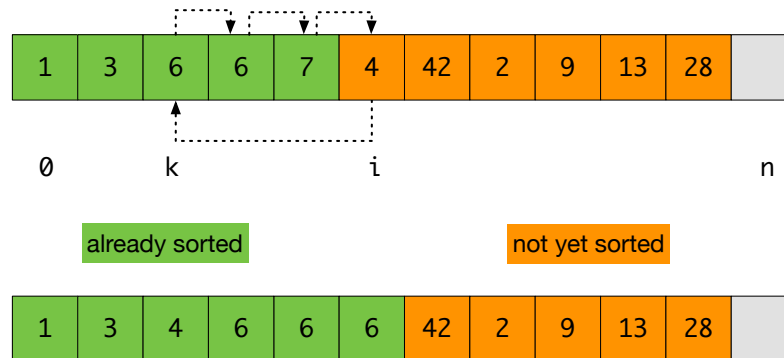 1 3 6 6 7 4 42 2 9 13 28
0 k i n
already sorted not yet sorted
1 3 4 6 6 6 42 2 9 13 28